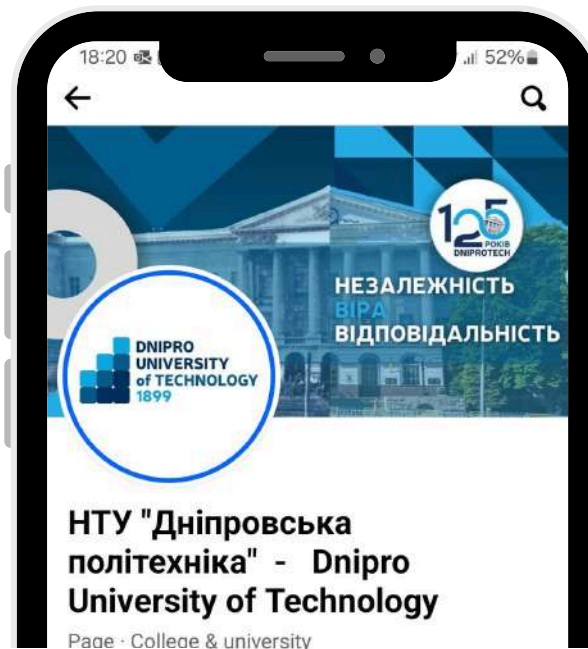 18:20
52%
125
РОКІВ
DNIPROTECH
НЕЗАЛЕЖНІСТЬ
ВІРА
ВІДПОВІДАЛЬНІСТЬ
DNIPRO
UNIVERSITY
of TECHNOLOGY
1899
НТУ "Дніпровська
політехніка" - Dnipro
University of Technology
Page · College & university